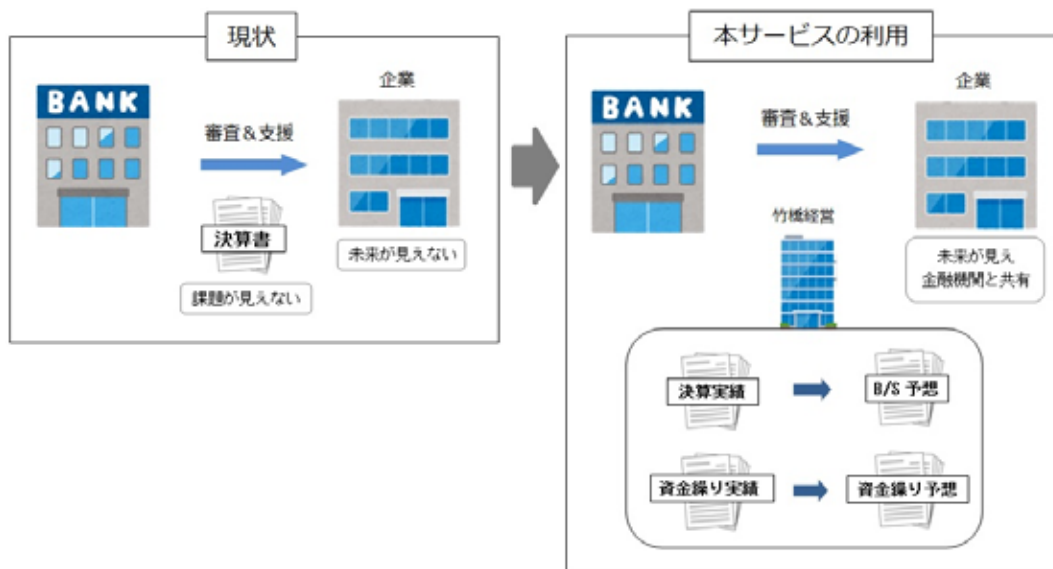 現状
BANK
企業
審査＆支援
決算書
課題が見えない
未来が見えない
本サービスの利用
BANK
企業
審査＆支援
竹橋経営
未来が見え
金融機関と共有
決算実績
B/S 予想
資金繰り実績
資金繰り予想